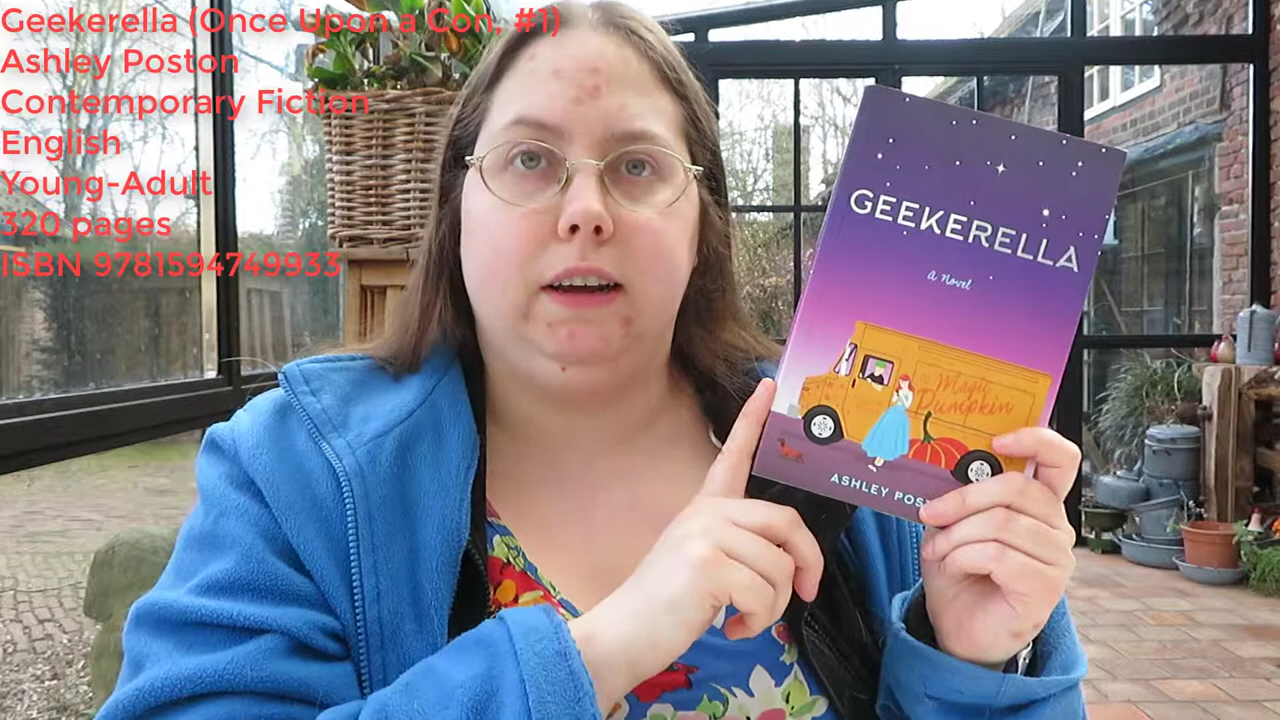 Geekerella (Once Upon a Con, #1)
Ashley Poston
Contemporary Fiction
English
Young-Adult
320 pages
ISBN 9781594749933
GEEKERELLA
A Novel
Magic
Pumpkin
ASHLEY POST